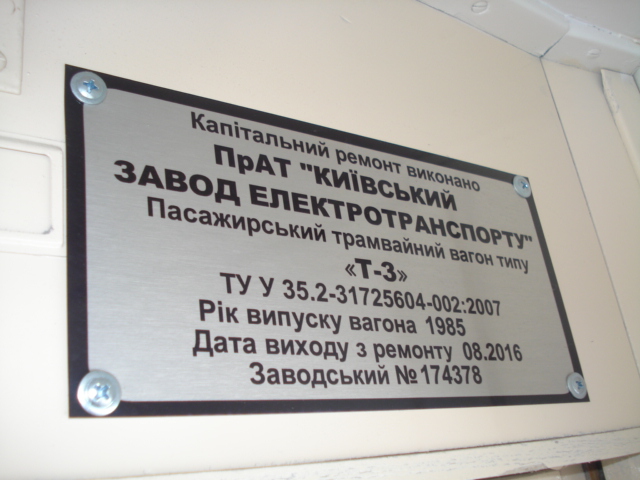 Капітальний ремонт виконано
ПрАТ "КИЇВСЬКИЙ
ЗАВОД ЕЛЕКТРОТРАНСПОРТУ"
Пасажирський трамвайний вагон типу
«Т-3»
ТУ У 35.2-31725604-002:2007
Рік випуску вагона 1985
Дата виходу з ремонту 08.2016
Заводський №174378